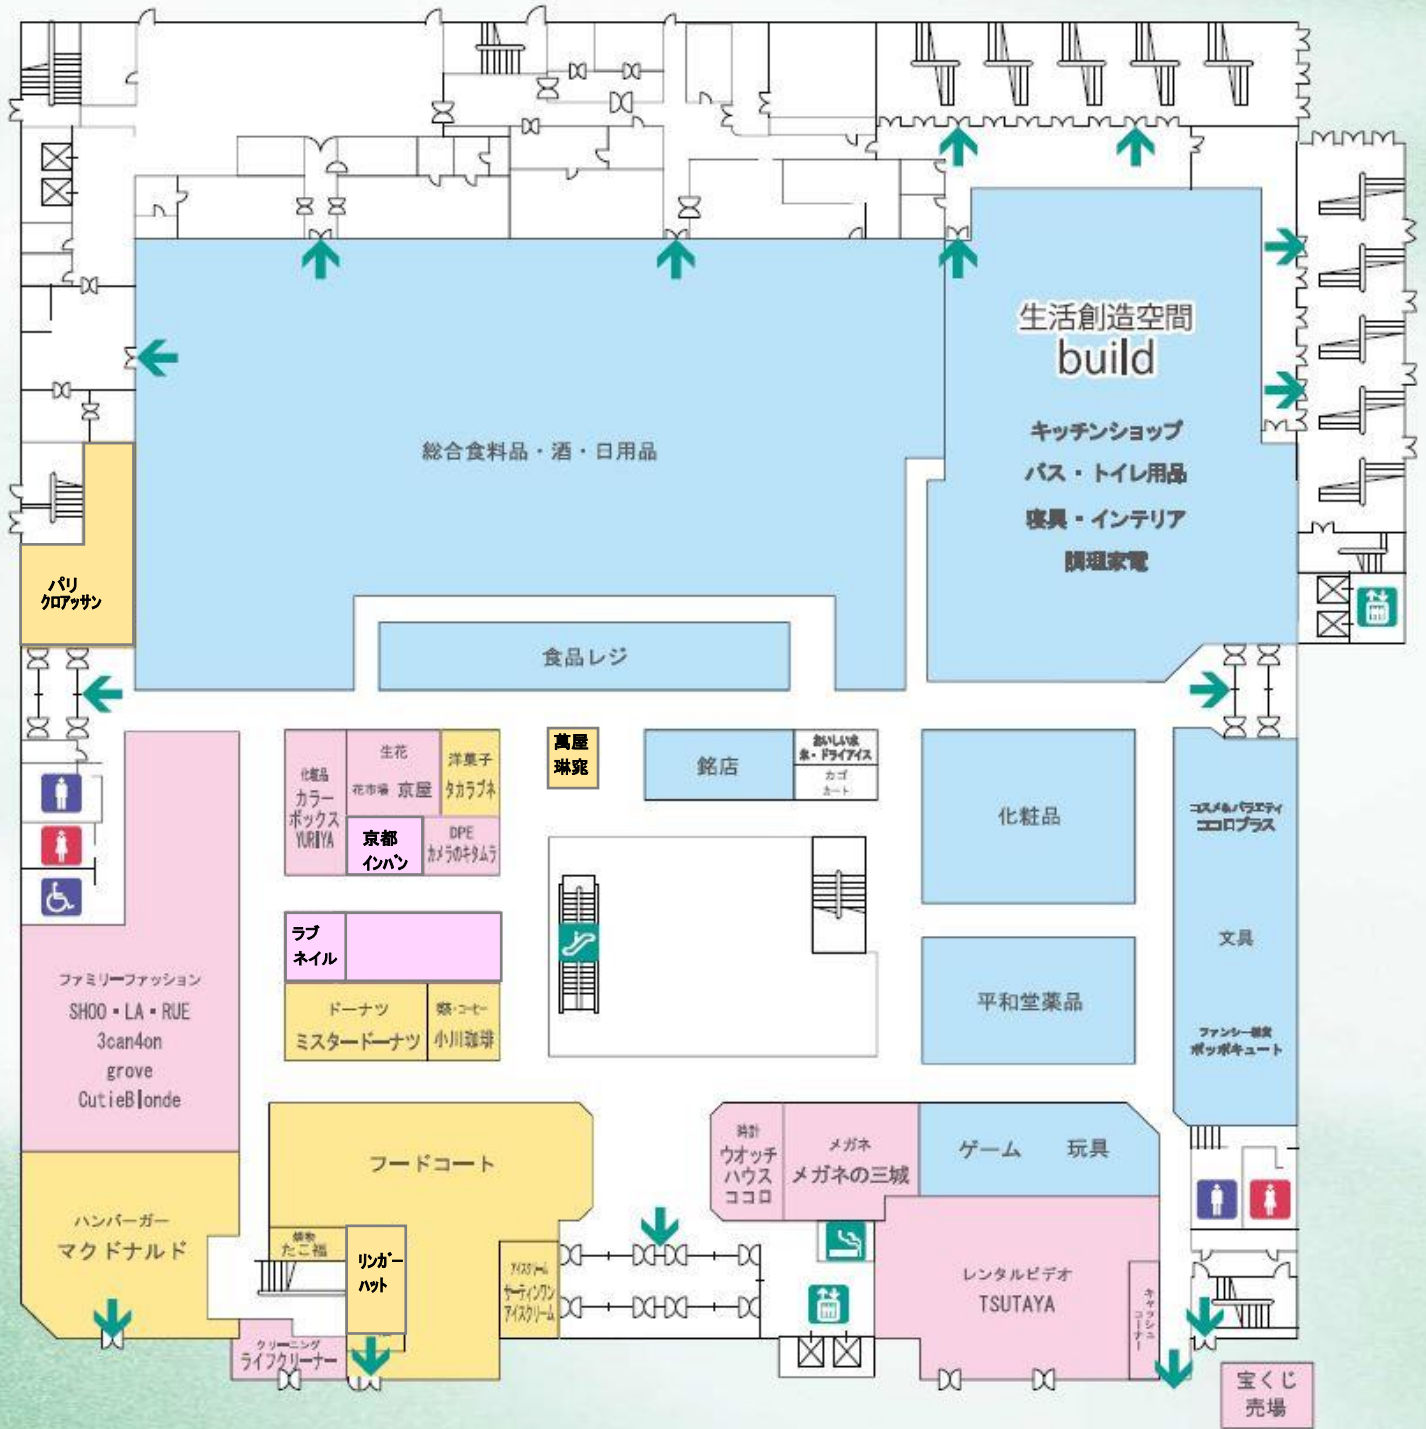 生活創造空間
build
キッチンショップ
バス・トイレ用品
寝具・インテリア
調理家電
総合食料品・酒・日用品
パリ
クロアッサン
食品レジ
化粧品
カラー
ボックス
YURIYA
生花
花市場 京屋
洋菓子
タカラブネ
京都
インバン
DPE
カメラのキタムラ
萬屋
琳窕
銘店
おいしい水
氷・ドライアイス
カゴ
カート
化粧品
コスメ&バラエティ
ココロプラス
文具
ファンシー雑貨
ポッポキュート
平和堂薬品
ラブ
ネイル
ドーナツ
ミスタードーナツ
小川珈琲
ファミリーファッション
SHOO・LA・RUE
3can4on
grove
CutieBlonde
ハンバーガー
マクドナルド
フードコート
たこ福
リンガー
ハット
アイスクリーム
サーティワン
アイスクリーム
クリーニング
ライフクリーナー
時計
ウオッチ
ハウス
ココロ
メガネ
メガネの三城
ゲーム 玩具
レンタルビデオ
TSUTAYA
キャッシュ
コーナー
宝くじ
売場